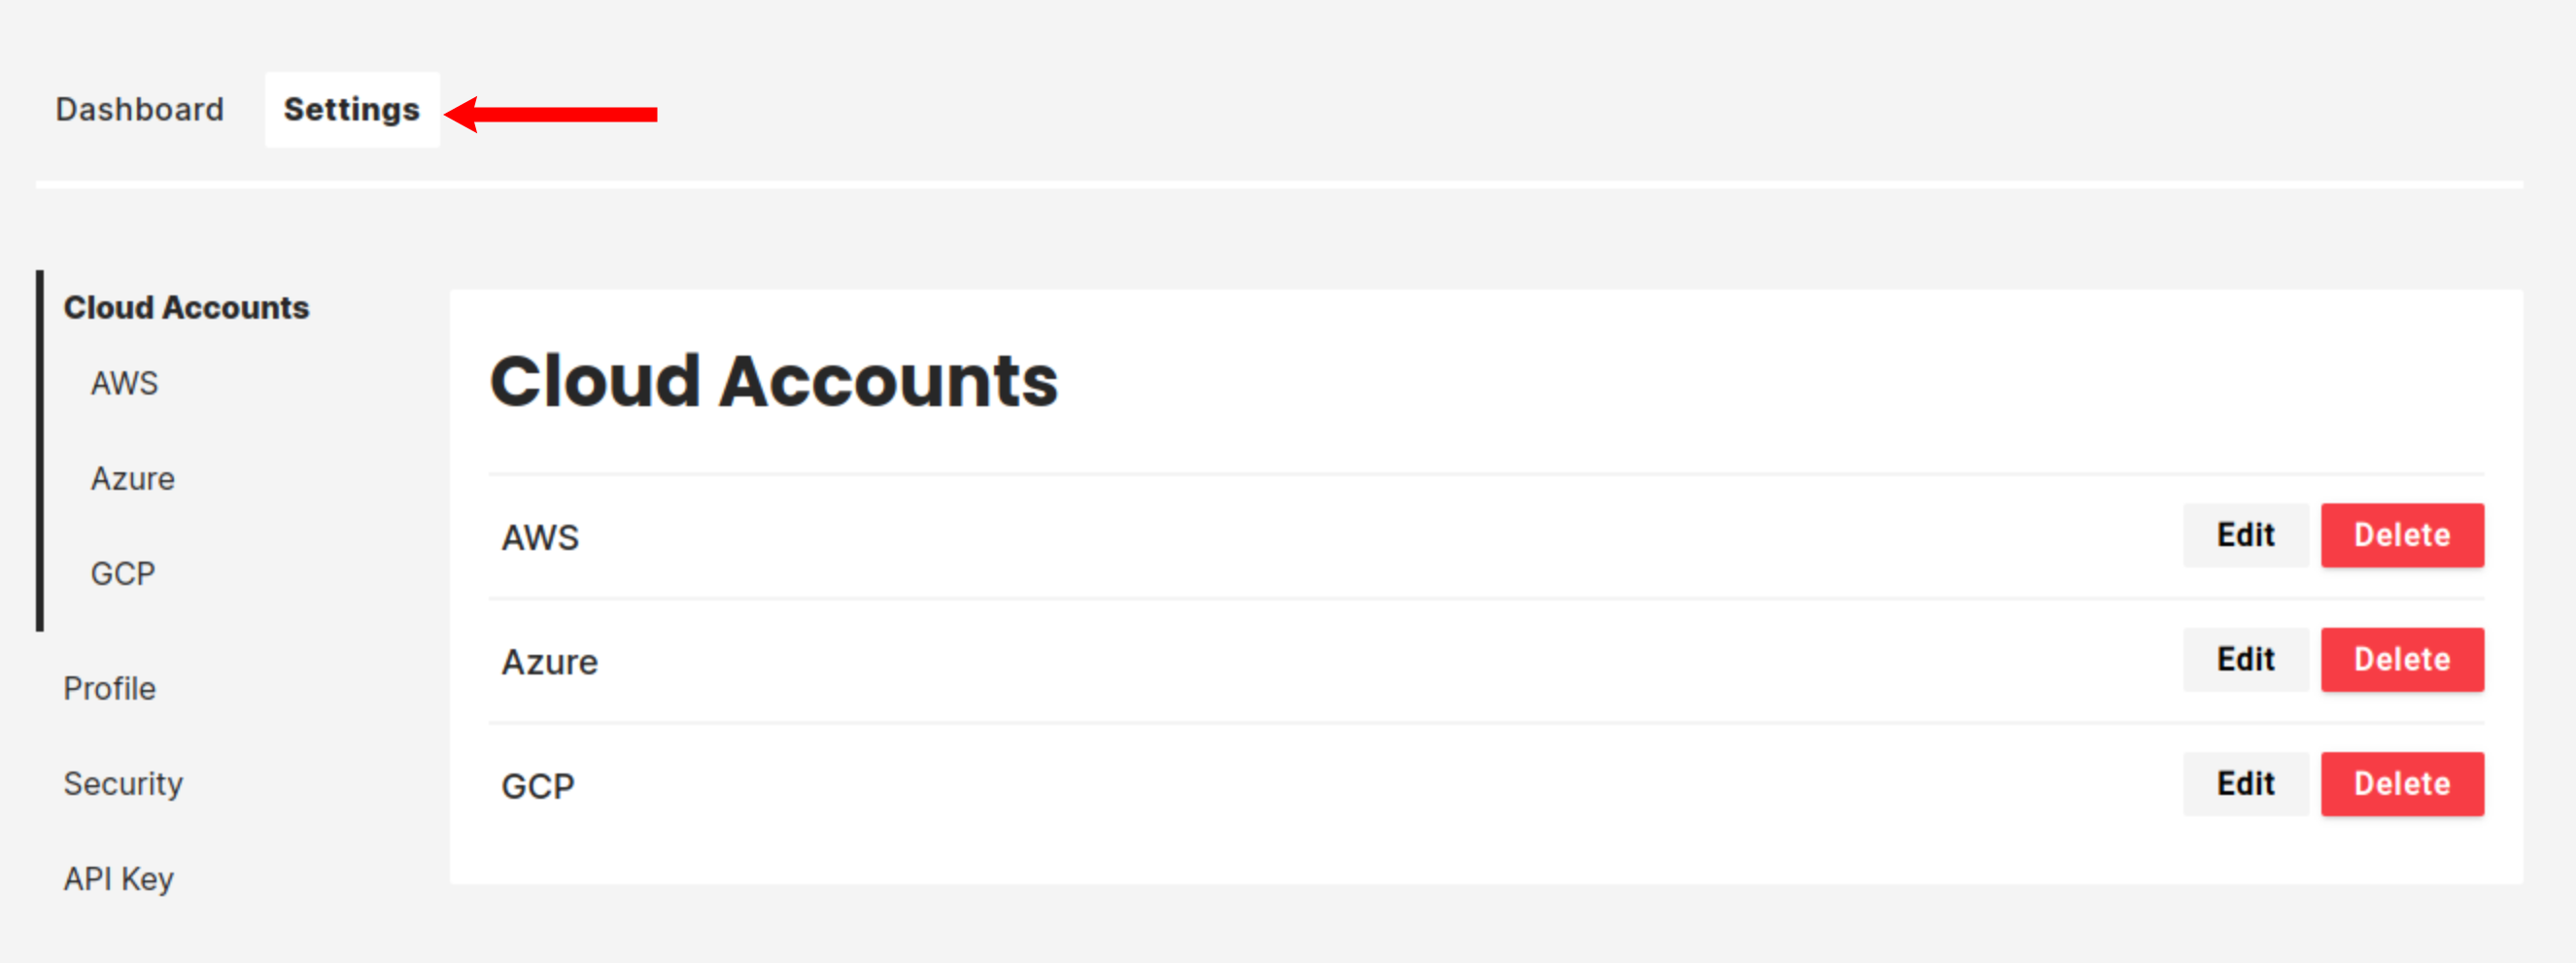 Dashboard Settings
Cloud Accounts
AWS
Azure
GCP
Profile
Security
API Key
Cloud Accounts
AWS Edit Delete
Azure Edit Delete
GCP Edit Delete